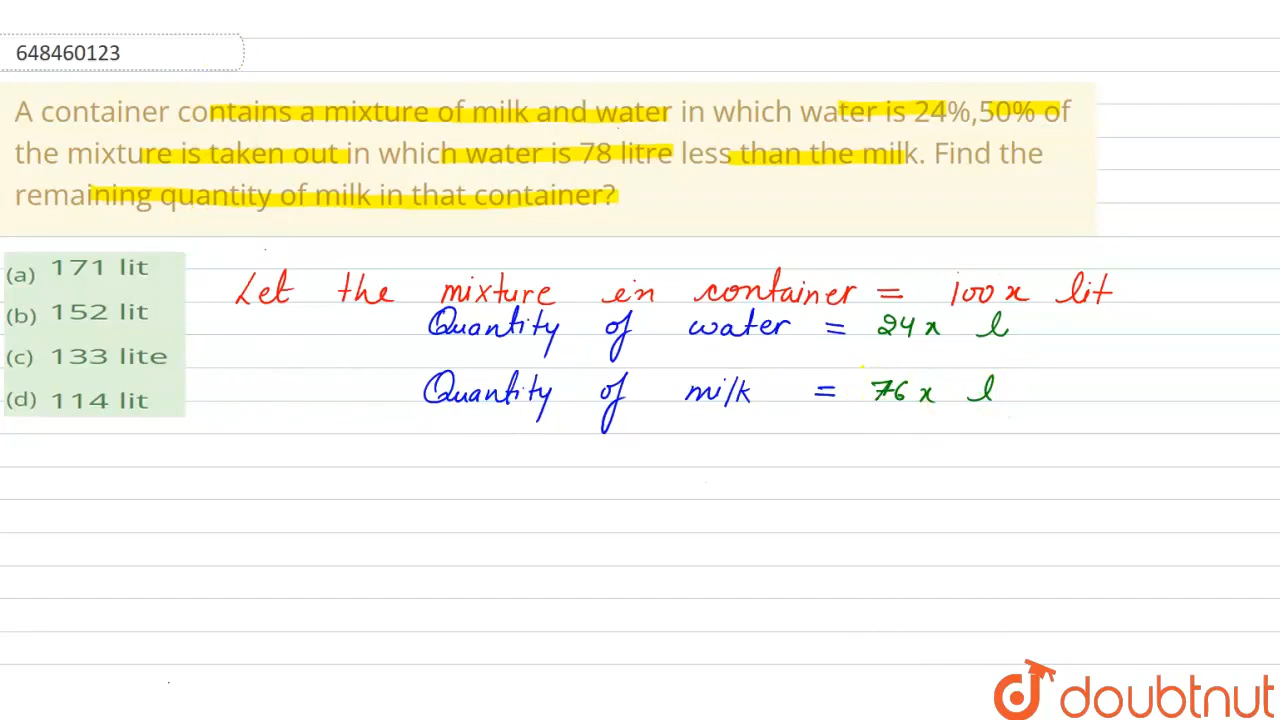 648460123
A container contains a mixture of milk and water in which water is 24%,50% of
the mixture is taken out in which water is 78 litre less than the milk. Find the
remaining quantity of milk in that container?
(a) 171 lit
(b) 152 lit
(c) 133 lite
(d) 114 lit
Let the mixture in container = 100x lit
Quantity of water = 24x l
Quantity of milk = 76x l
doubtnut